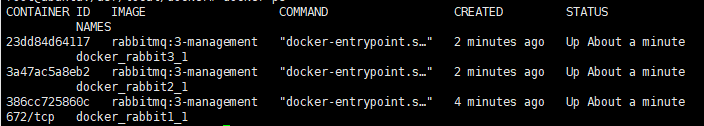 CONTAINER ID IMAGE COMMAND CREATED STATUS
NAMES
23dd84d64117 rabbitmq:3-management "docker-entrypoint.s…" 2 minutes ago Up About a minute
docker_rabbit3_1
3a47ac5a8eb2 rabbitmq:3-management "docker-entrypoint.s…" 2 minutes ago Up About a minute
docker_rabbit2_1
386cc725860c rabbitmq:3-management "docker-entrypoint.s…" 4 minutes ago Up About a minute
672/tcp docker_rabbit1_1